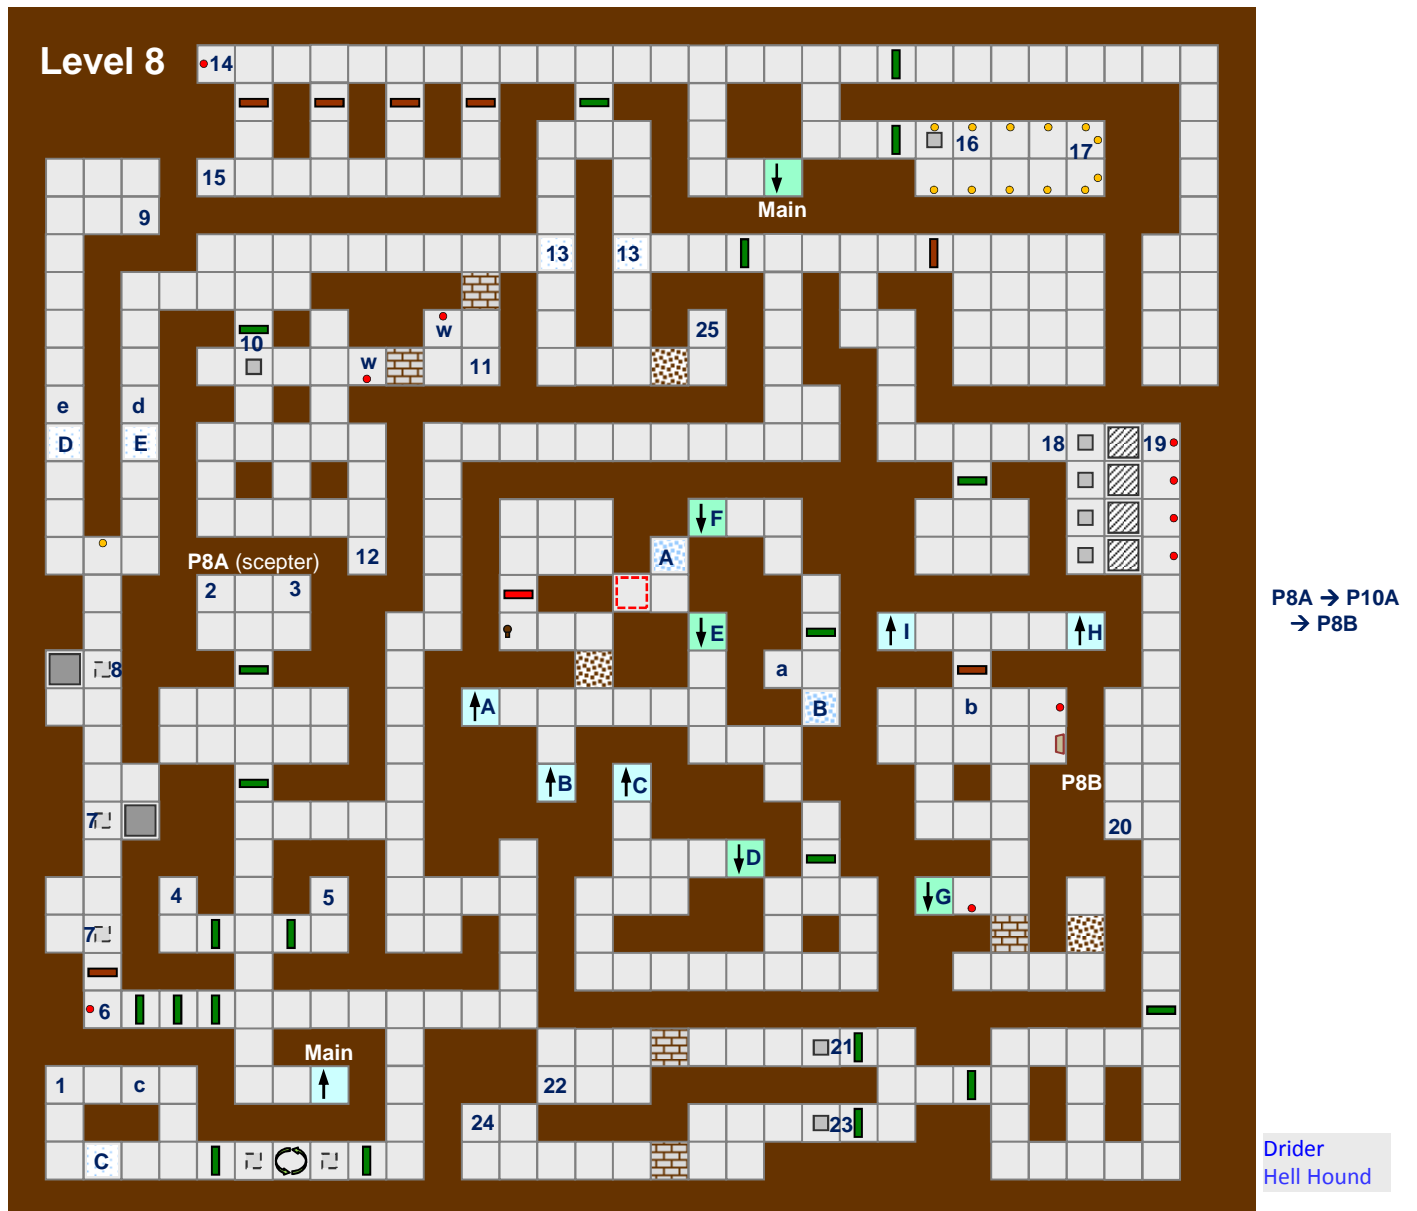 Level 8
14
16
17
15
Main
9
13
13
w
25
10
w
11
e
d
D
E
18
19
F
P8A (scepter)
12
A
2
3
P8A → P10A
→ P8B
E
I
H
8
a
A
b
B
B
C
P8B
7
20
D
4
5
G
7
6
Main
21
1
c
22
24
23
C
Drider
Hell Hound